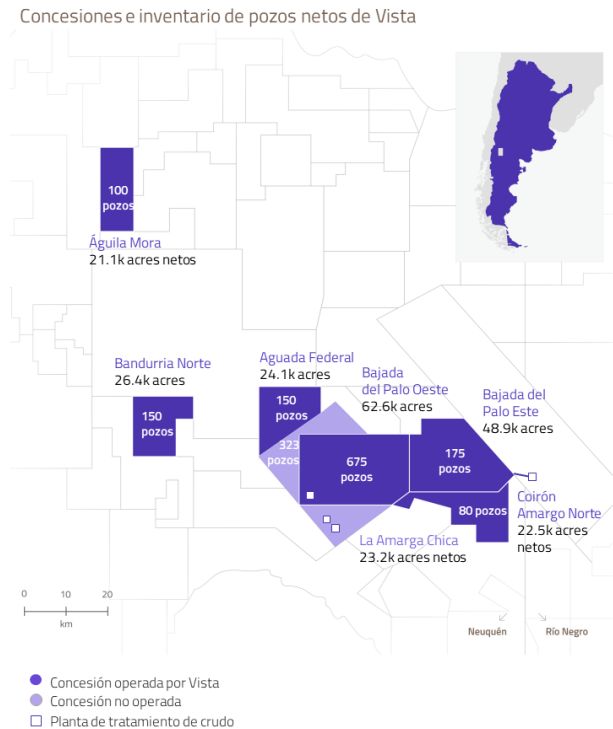 Concesiones e inventario de pozos netos de Vista
100
pozos
Águila Mora
21.1k acres netos
Bandurria Norte
26.4k acres
150
pozos
Aguada Federal
24.1k acres
150
pozos
323
pozos
Bajada
del Palo Oeste
62.6k acres
675
pozos
Bajada del
Palo Este
48.9k acres
175
pozos
80 pozos
Coirón
Amargo Norte
22.5k acres
netos
La Amarga Chica
23.2k acres netos
0 10 20
km
Neuquén
Río Negro
Concesión operada por Vista
Concesión no operada
Planta de tratamiento de crudo